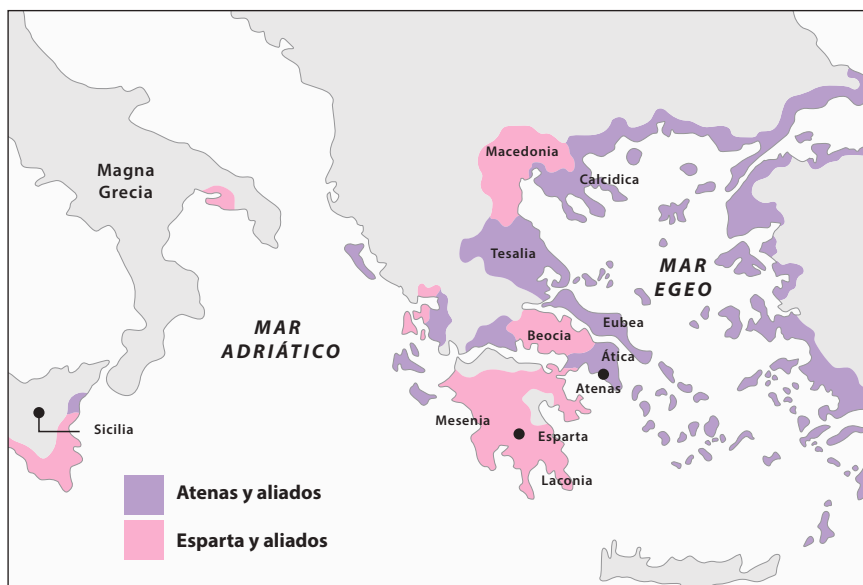 Macedonia
Magna
Grecia
Calcidica
Tesalia
MAR
EGEO
MAR
ADRIÁTICO
Eubea
Beocia
Ática
Atenas
Mesenia
Sicilia
Esparta
Laconia
Atenas y aliados
Esparta y aliados